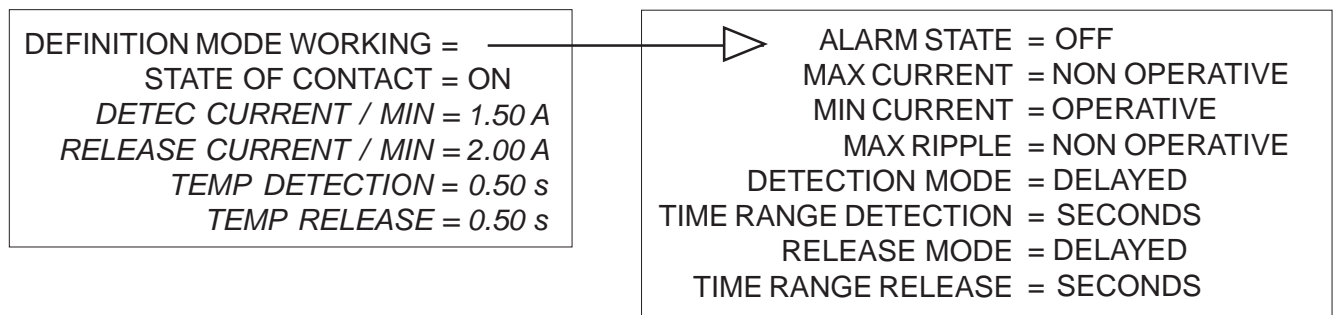 DEFINITION MODE WORKING =
STATE OF CONTACT = ON
DETEC CURRENT / MIN = 1.50 A
RELEASE CURRENT / MIN = 2.00 A
TEMP DETECTION = 0.50 s
TEMP RELEASE = 0.50 s
ALARM STATE = OFF
MAX CURRENT = NON OPERATIVE
MIN CURRENT = OPERATIVE
MAX RIPPLE = NON OPERATIVE
DETECTION MODE = DELAYED
TIME RANGE DETECTION = SECONDS
RELEASE MODE = DELAYED
TIME RANGE RELEASE = SECONDS